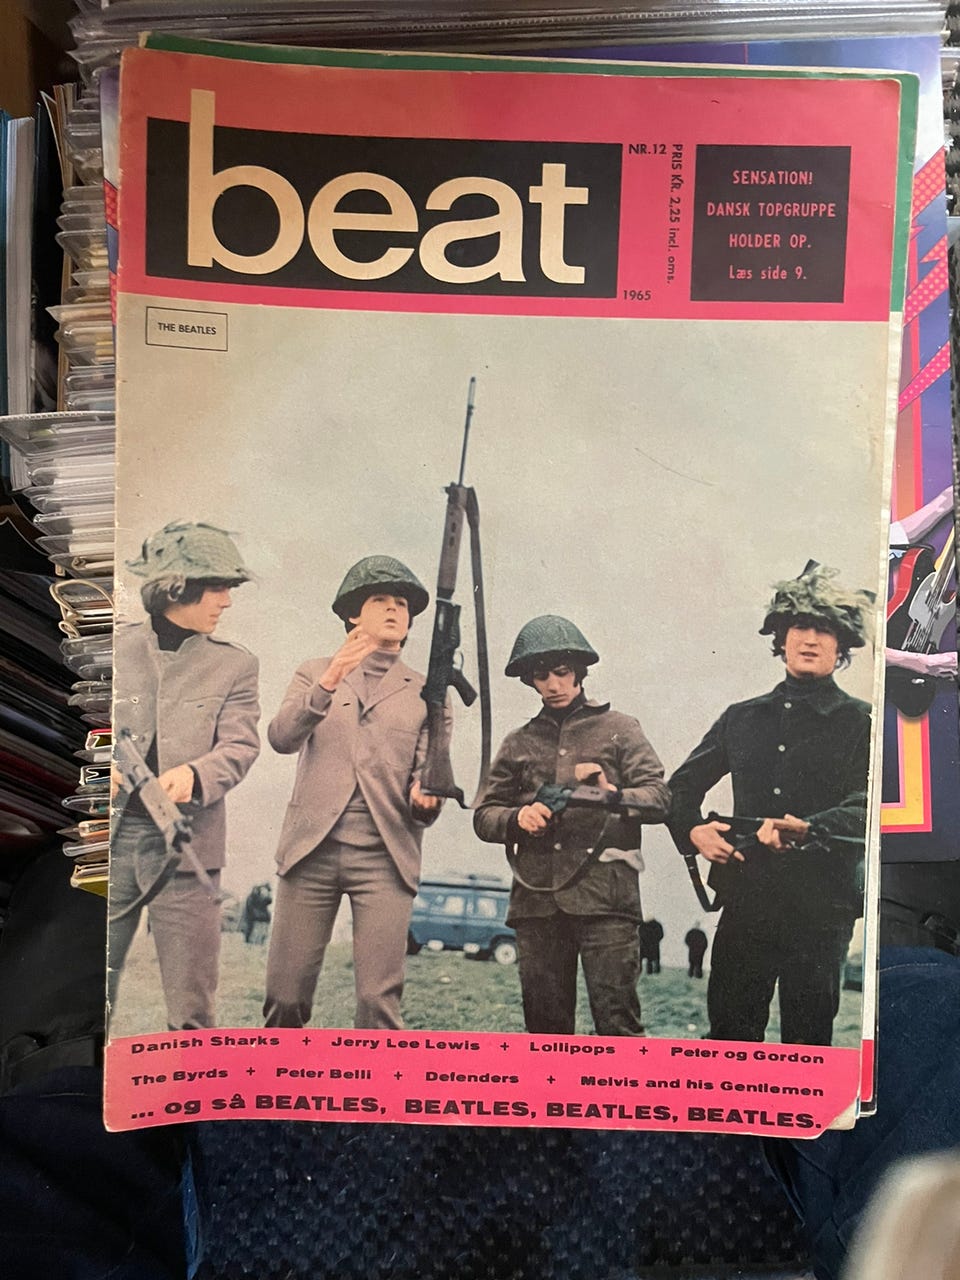 beat
NR.12
PRIS KR. 2,25 incl. oms.
1965
SENSATION!
DANSK TOPGRUPPE
HOLDER OP.
Læs side 9.
THE BEATLES
Danish Sharks + Jerry Lee Lewis + Lollipops + Peter og Gordon
The Byrds + Peter Belli + Defenders + Melvis and his Gentlemen
... og så BEATLES, BEATLES, BEATLES, BEATLES.